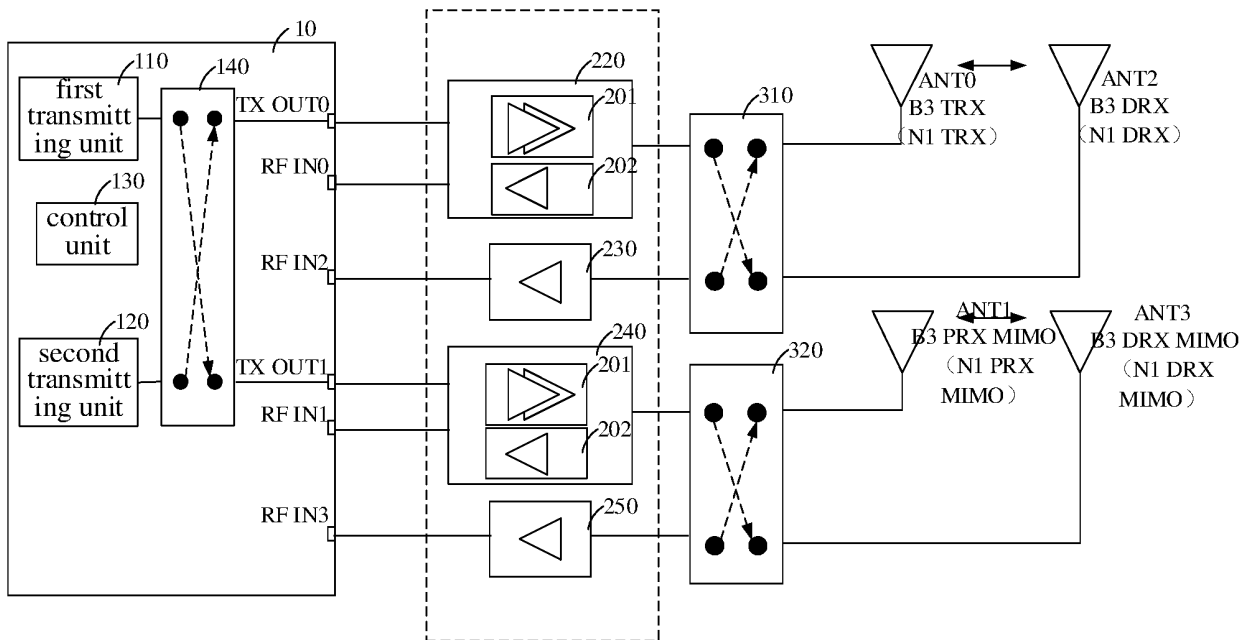 10
110
first
transmitt
ing unit
140
TX OUT0
RF IN0
130
control
unit
RF IN2
120
second
transmitt
ing unit
TX OUT1
RF IN1
RF IN3
220
201
202
230
240
201
202
250
310
320
ANT0
B3 TRX
（N1 TRX）
ANT2
B3 DRX
（N1 DRX）
ANT1
B3 PRX MIMO
（N1 PRX
MIMO）
ANT3
B3 DRX MIMO
（N1 DRX
MIMO）